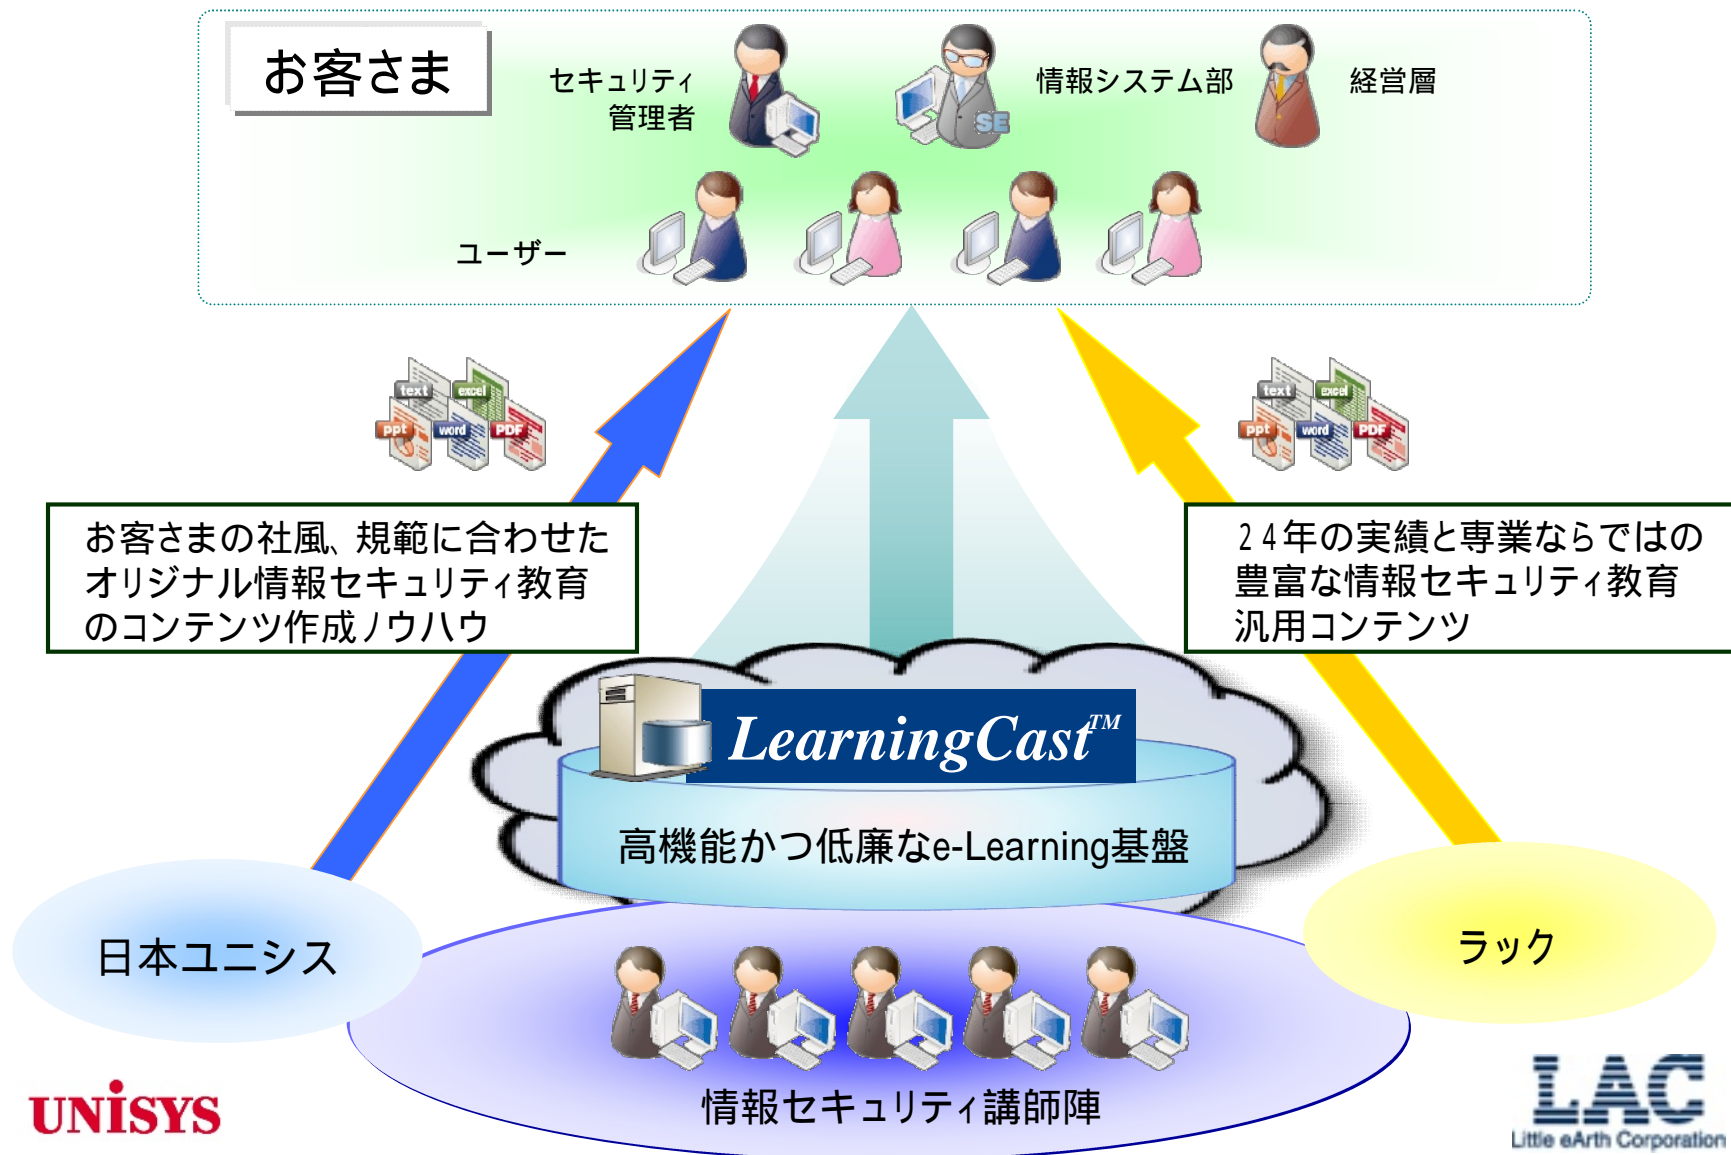 お客さま
セキュリティ
管理者
SE
情報システム部
経営層
ユーザー
text
excel
ppt
word
PDF
text
excel
ppt
word
PDF
お客さまの社風、規範に合わせた
オリジナル情報セキュリティ教育
のコンテンツ作成ノウハウ
24年の実績と専業ならではの
豊富な情報セキュリティ教育
汎用コンテンツ
LearningCast™
高機能かつ低廉なe-Learning基盤
日本ユニシス
ラック
情報セキュリティ講師陣
UNISYS
LAC
Little eArth Corporation